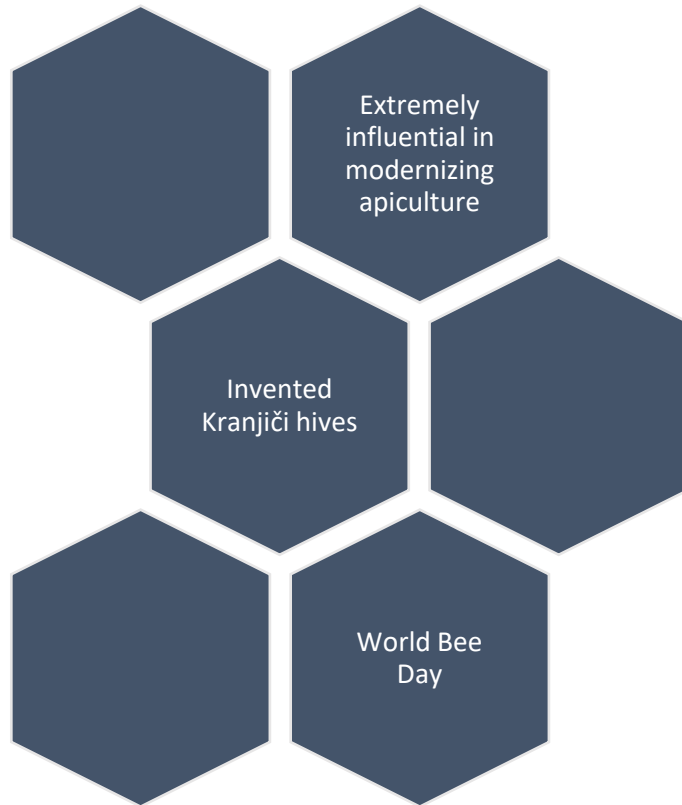 Extremely
influential in
modernizing
apiculture
Invented
Kranjiči hives
World Bee
Day